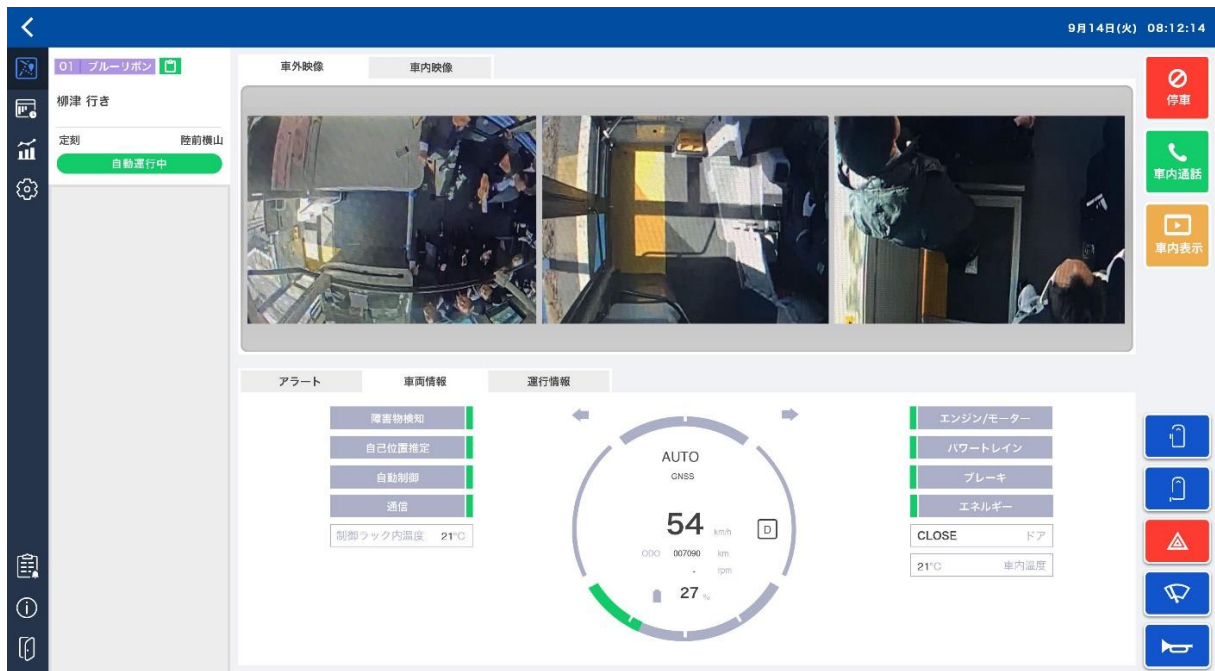 9月14日(火) 08:12:14
01 ブルーリボン
柳津 行き
定刻 陸前横山
自動運行中
車外映像 車内映像
停車
車内通話
車内表示
アラート 車両情報 運行情報
障害物検知
自己位置推定
自動制御
通信
制御ラック内温度 21°C
AUTO
GNSS
54 km/h D
ODO 007090 km
- rpm
27 %
エンジン/モーター
パワートレイン
ブレーキ
エネルギー
CLOSE ドア
21°C 車内温度